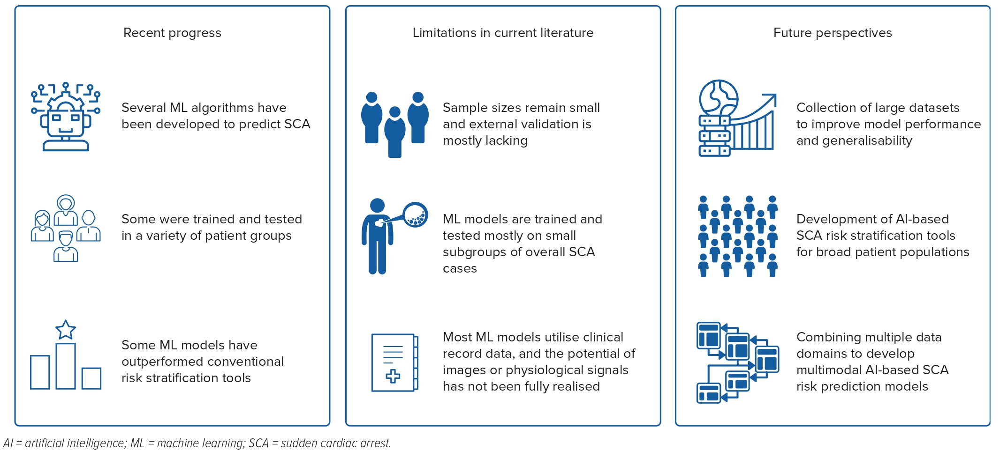 Recent progress
Several ML algorithms have
been developed to predict SCA
Some were trained and tested
in a variety of patient groups
Some ML models have
outperformed conventional
risk stratification tools
Limitations in current literature
Sample sizes remain small
and external validation is
mostly lacking
ML models are trained and
tested mostly on small
subgroups of overall SCA
cases
Most ML models utilise clinical
record data, and the potential of
images or physiological signals
has not been fully realised
Future perspectives
Collection of large datasets
to improve model performance
and generalisability
Development of AI-based
SCA risk stratification tools
for broad patient populations
Combining multiple data
domains to develop
multimodal AI-based SCA
risk prediction models
AI = artificial intelligence; ML = machine learning; SCA = sudden cardiac arrest.